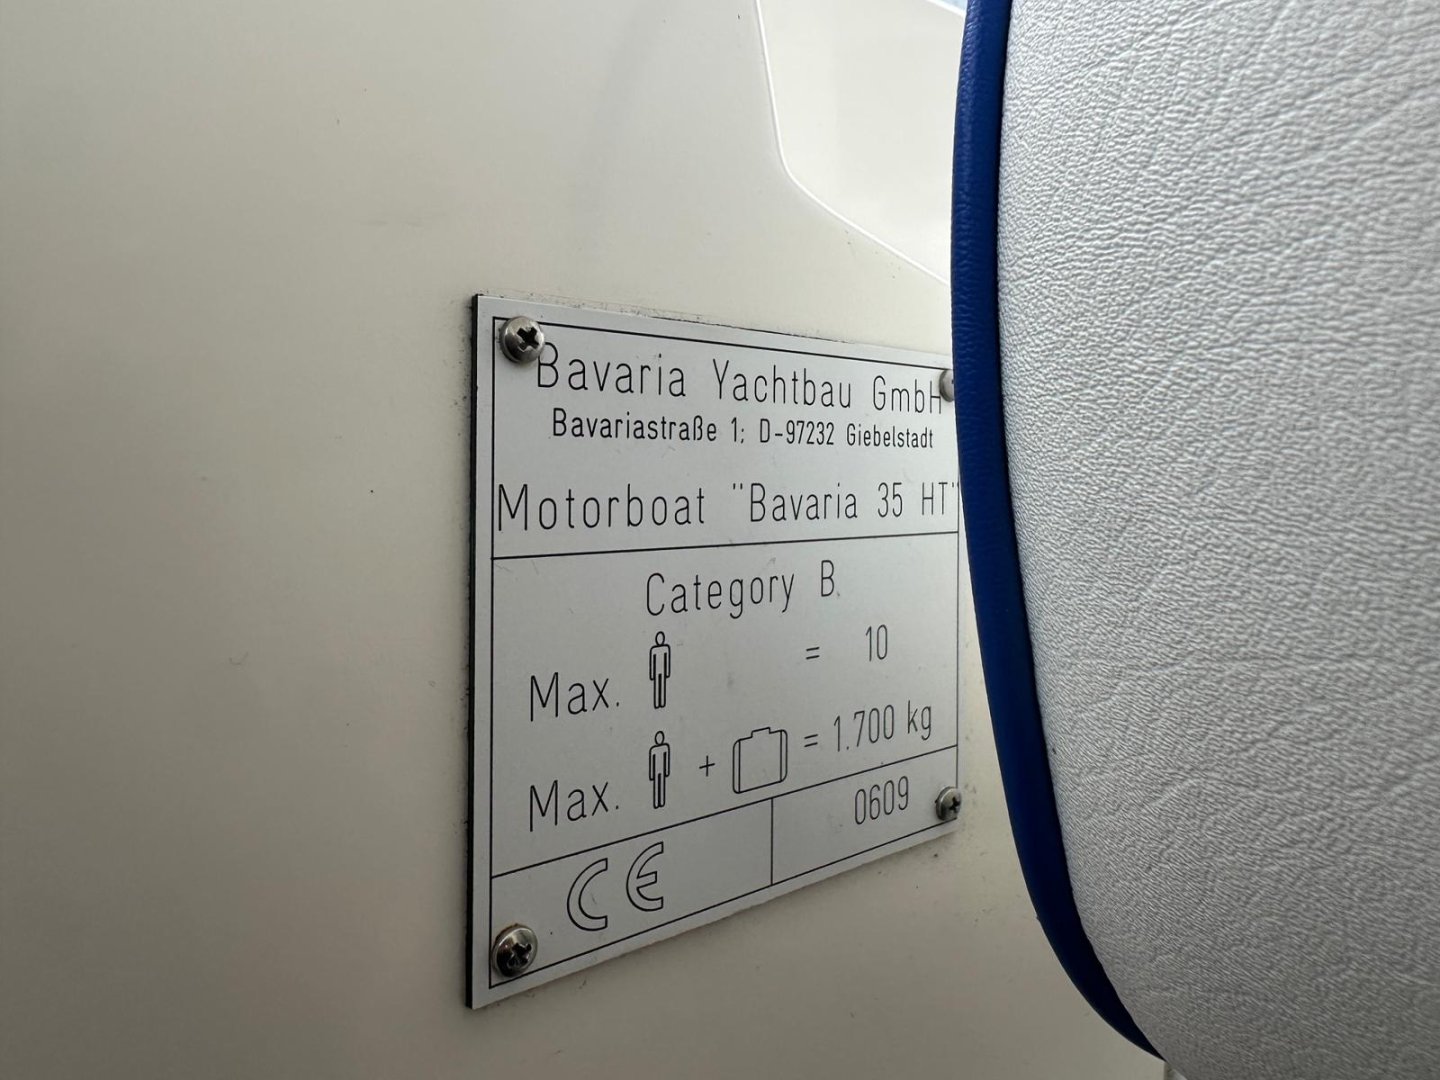 Bavaria Yachtbau GmbH
Bavariastraße 1; D-97232 Giebelstadt
Motorboat "Bavaria 35 HT"
Category B
Max. = 10
Max. + = 1.700 kg
CE 0609